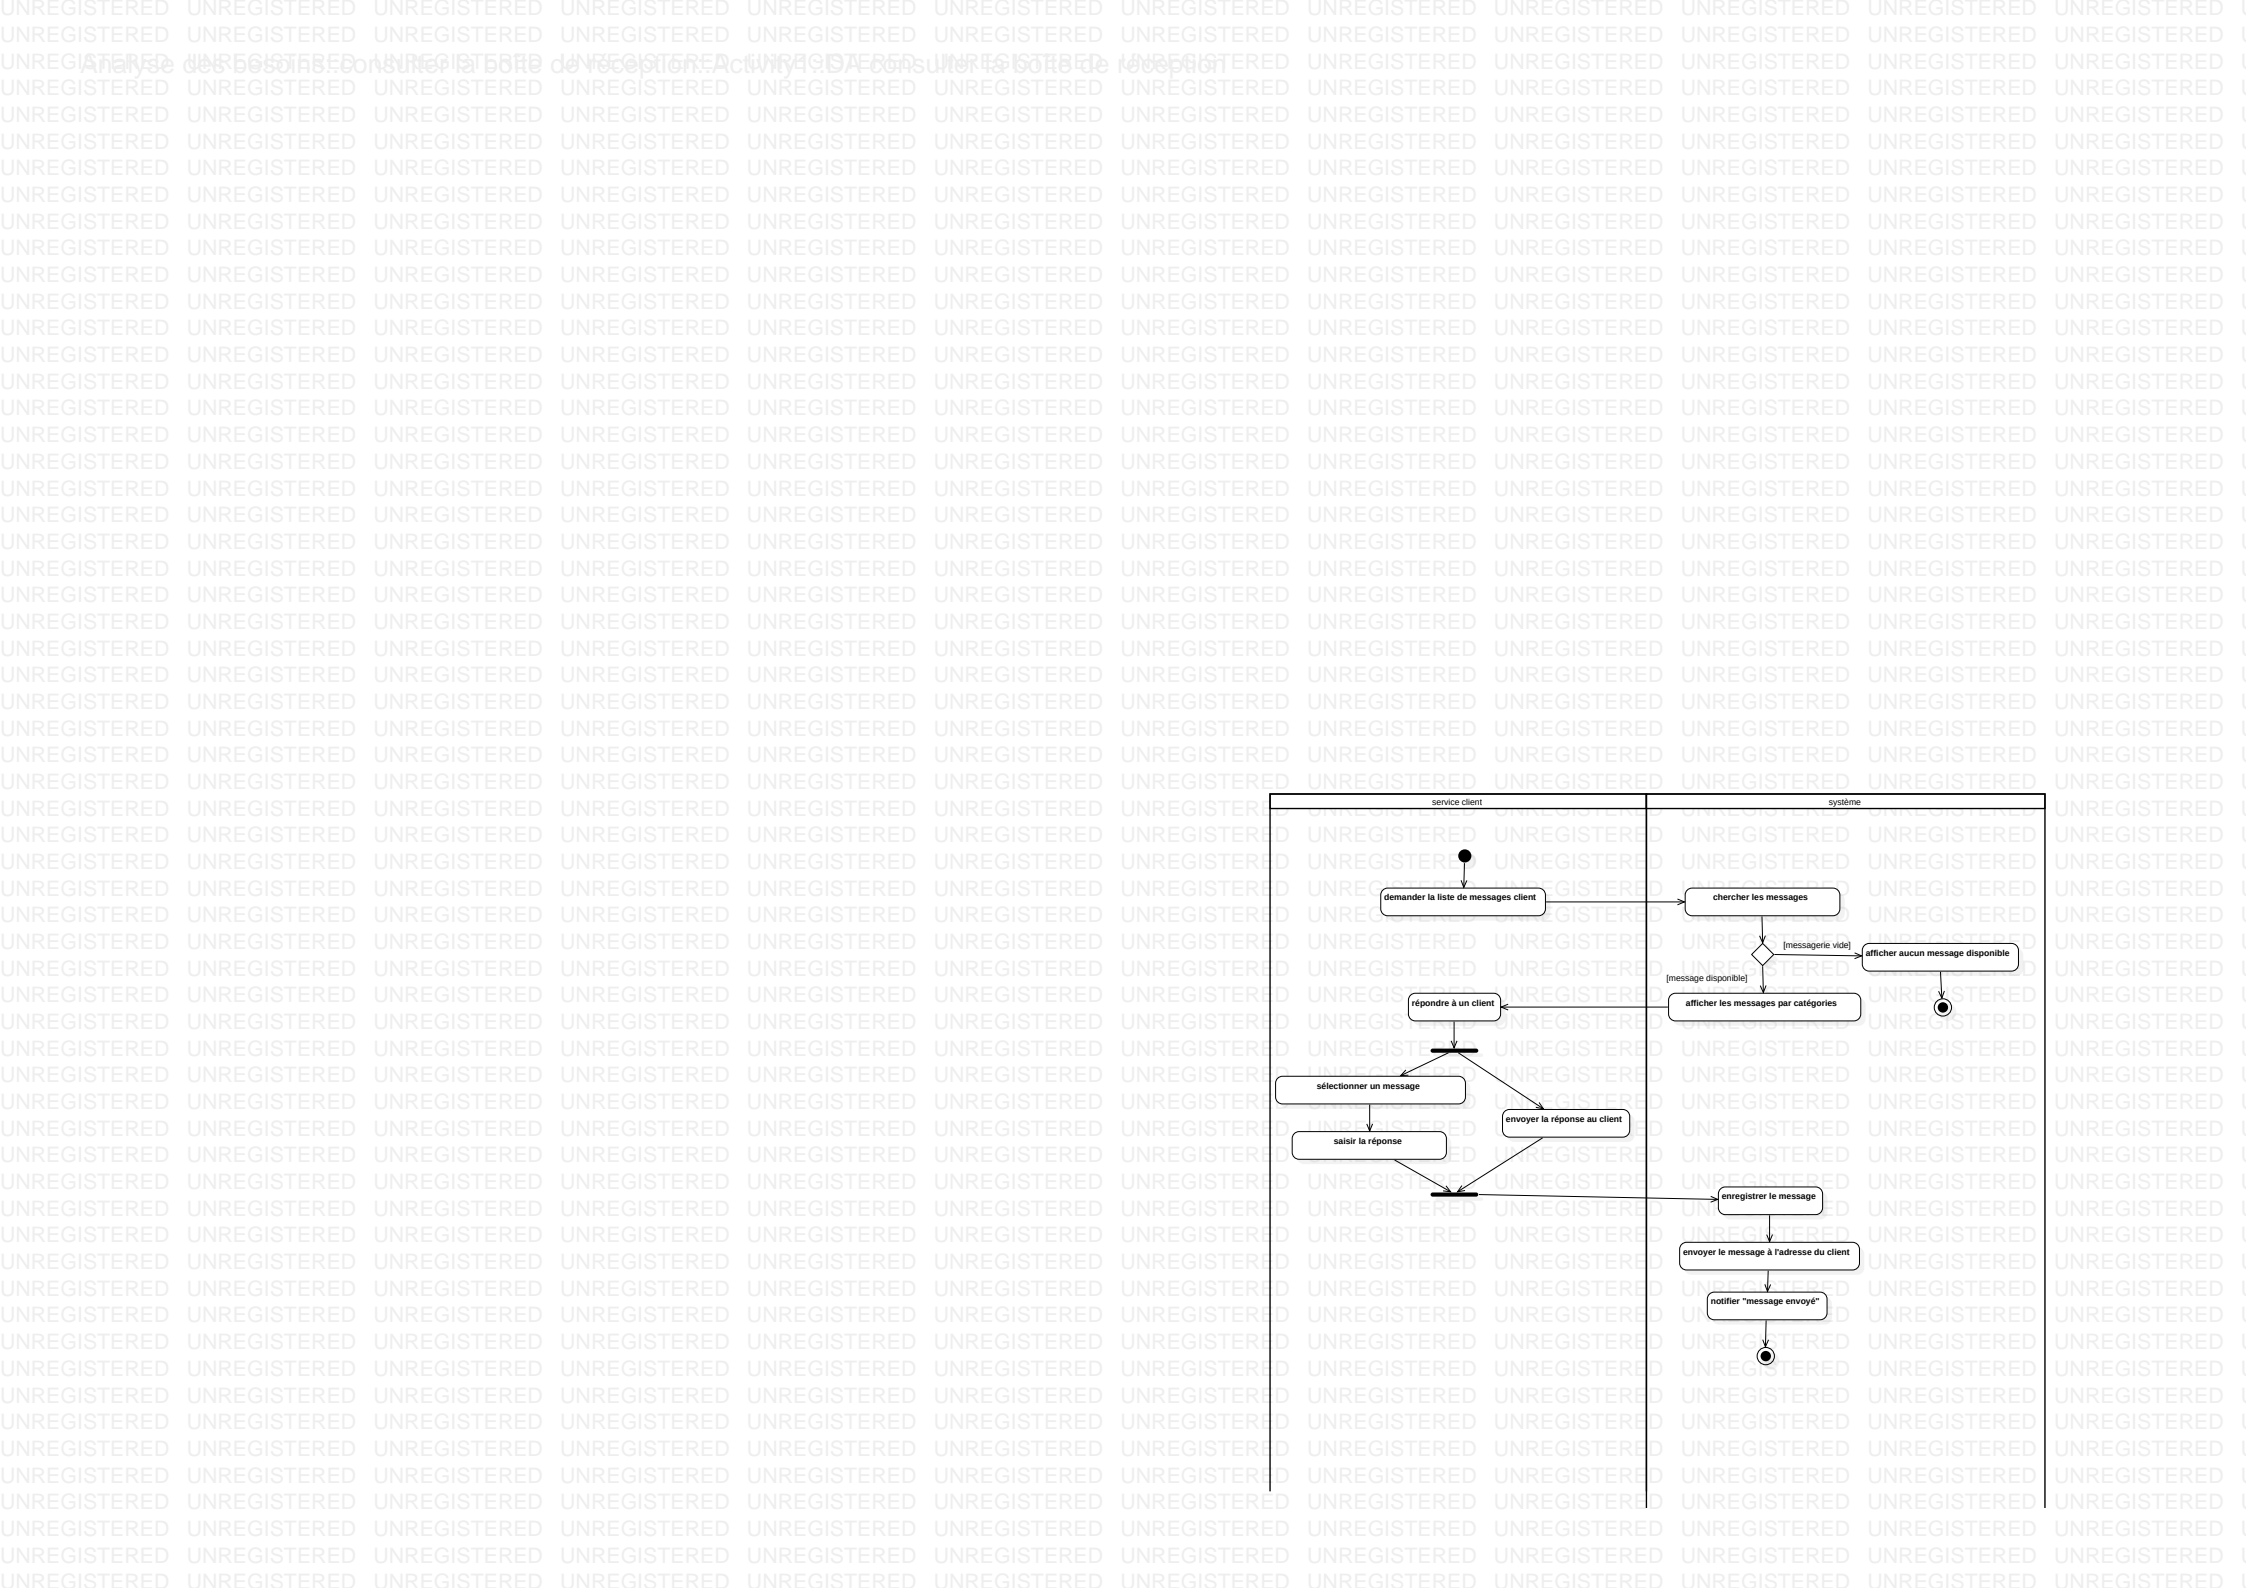 Analyse des besoins::consulter la boite de réception::Activity1::DA consulter la boite de réception
service client
système
demander la liste de messages client
chercher les messages
[messagerie vide]
afficher aucun message disponible
[message disponible]
répondre à un client
afficher les messages par catégories
sélectionner un message
envoyer la réponse au client
saisir la réponse
enregistrer le message
envoyer le message à l'adresse du client
notifier "message envoyé"
UNREGISTERED